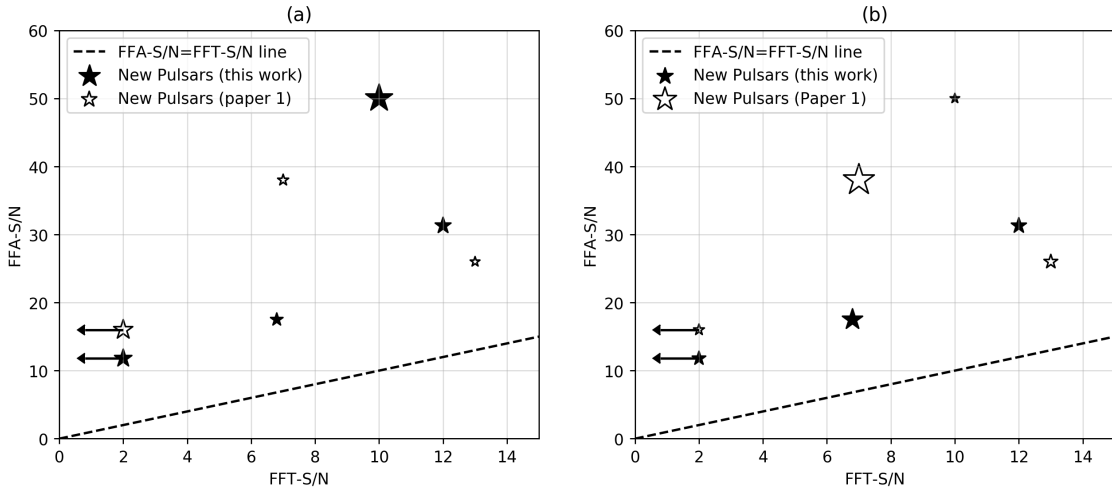 (a)
FFA-S/N=FFT-S/N line
New Pulsars (this work)
New Pulsars (paper 1)
60
50
40
30
20
10
0
FFA-S/N
0 2 4 6 8 10 12 14
FFT-S/N
(b)
FFA-S/N=FFT-S/N line
New Pulsars (this work)
New Pulsars (Paper 1)
60
50
40
30
20
10
0
FFA-S/N
0 2 4 6 8 10 12 14
FFT-S/N